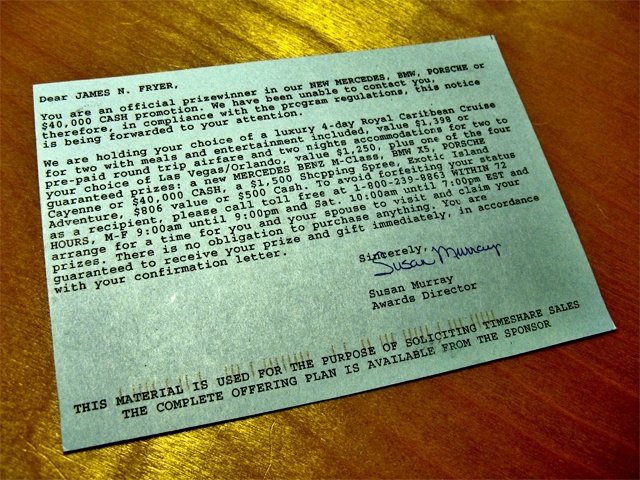 Dear JAMES N. FRYER,
You are an official prizewinner in our NEW MERCEDES, BMW, PORSCHE or
$40,000 CASH promotion. We have been unable to contact you,
therefore, in compliance with the program regulations, this notice
is being forwarded to your attention.
We are holding your choice of a luxury 4-day Royal Caribbean Cruise
for two with meals and entertainment included, value $1,398 or
pre-paid round trip airfare and two nights accommodations for two to
your choice of Las Vegas/Orlando, value $1,250, plus one of the four
guaranteed prizes: a new MERCEDES BENZ M-Class, BMW X5, PORSCHE
Cayenne or $40,000 CASH, a $1,500 Shopping Spree, Exotic Island
Adventure, $806 value or $500 Cash. To avoid forfeiting your status
as a recipient, please call toll free at 1-800-239-8863 WITHIN 72
HOURS, M-F 9:00am until 9:00pm and Sat. 10:00am until 7:00pm EST and
arrange for a time for you and your spouse to visit and claim your
prizes. There is no obligation to purchase anything. You are
guaranteed to receive your prize and gift immediately, in accordance
with your confirmation letter.
Sincerely,
Susan Murray
Susan Murray
Awards Director
THIS MATERIAL IS USED FOR THE PURPOSE OF SOLICITING TIMESHARE SALES
THE COMPLETE OFFERING PLAN IS AVAILABLE FROM THE SPONSOR